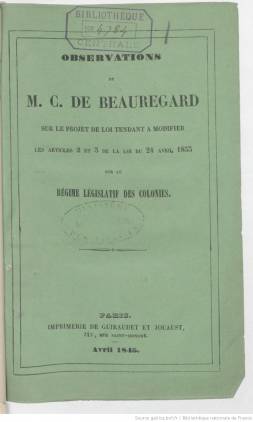 BIBLIOTHÈQUE
No 4784
CENTRALE
OBSERVATIONS
DE
M. C. DE BEAUREGARD
SUR LE PROJET DE LOI TENDANT A MODIFIER
LES ARTICLES 2 ET 3 DE LA LOI DU 24 AVRIL 1833
SUR LE
RÉGIME LÉGISLATIF DES COLONIES.
PARIS.
IMPRIMERIE DE GUIRAUDET ET JOUAUST,
315, RUE SAINT-HONORÉ.
Avril 1845.
Source gallica.bnf.fr / Bibliothèque nationale de France